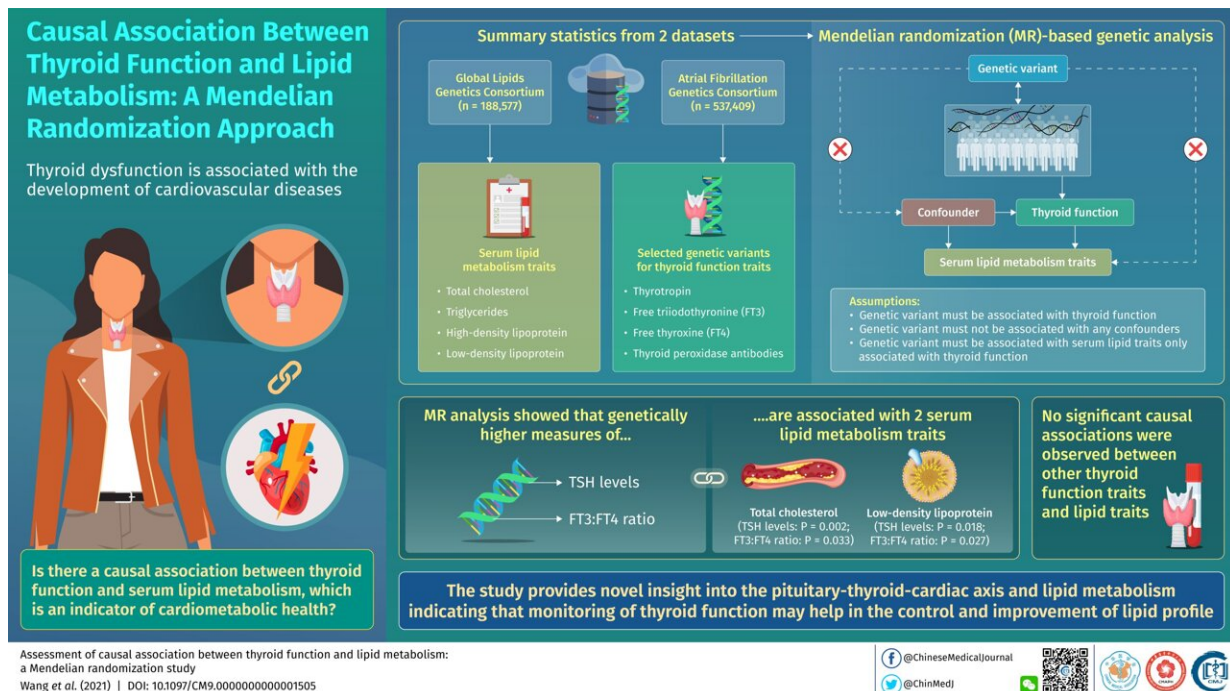 Causal Association Between
Thyroid Function and Lipid
Metabolism: A Mendelian
Randomization Approach
Thyroid dysfunction is associated with the
development of cardiovascular diseases
Is there a causal association between thyroid
function and serum lipid metabolism, which
is an indicator of cardiometabolic health?
Summary statistics from 2 datasets
Global Lipids
Genetics Consortium
(n = 188,577)
Atrial Fibrillation
Genetics Consortium
(n = 537,409)
Serum lipid
metabolism traits
• Total cholesterol
• Triglycerides
• High-density lipoprotein
• Low-density lipoprotein
Selected genetic variants
for thyroid function traits
• Thyrotropin
• Free triiodothyronine (FT3)
• Free thyroxine (FT4)
• Thyroid peroxidase antibodies
Mendelian randomization (MR)-based genetic analysis
Genetic variant
Confounder
Thyroid function
Serum lipid metabolism traits
Assumptions:
• Genetic variant must be associated with thyroid function
• Genetic variant must not be associated with any confounders
• Genetic variant must be associated with serum lipid traits only
associated with thyroid function
MR analysis showed that genetically
higher measures of...
TSH levels
FT3:FT4 ratio
....are associated with 2 serum
lipid metabolism traits
Total cholesterol
(TSH levels: P = 0.002;
FT3:FT4 ratio: P = 0.033)
Low-density lipoprotein
(TSH levels: P = 0.018;
FT3:FT4 ratio: P = 0.027)
No significant causal
associations were
observed between
other thyroid
function traits
and lipid traits
The study provides novel insight into the pituitary-thyroid-cardiac axis and lipid metabolism
indicating that monitoring of thyroid function may help in the control and improvement of lipid profile
Assessment of causal association between thyroid function and lipid metabolism:
a Mendelian randomization study
Wang et al. (2021) | DOI: 10.1097/CM9.0000000000001505
@ChineseMedicalJournal
@ChinMedJ
CMJ